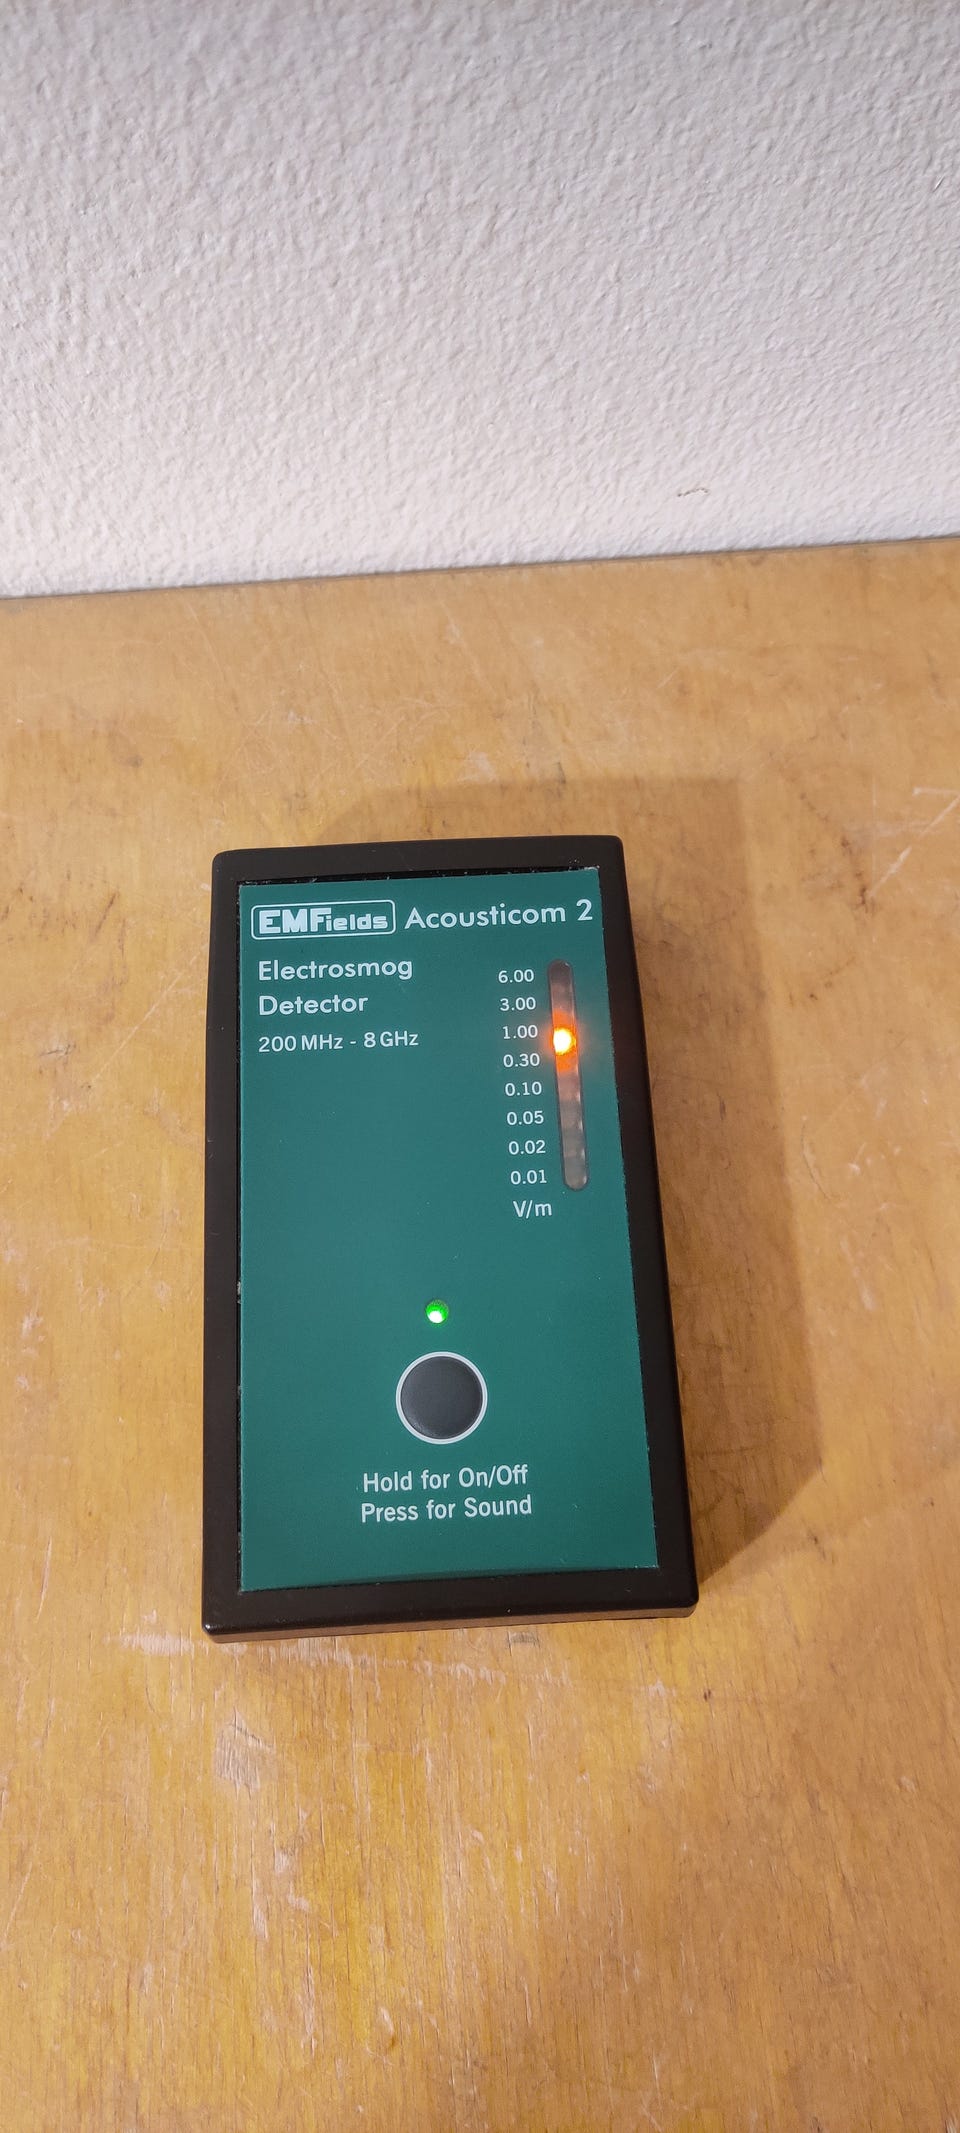 EMFields Acousticom 2
Electrosmog
Detector
200 MHz - 8 GHz
6.00
3.00
1.00
0.30
0.10
0.05
0.02
0.01
V/m
Hold for On/Off
Press for Sound